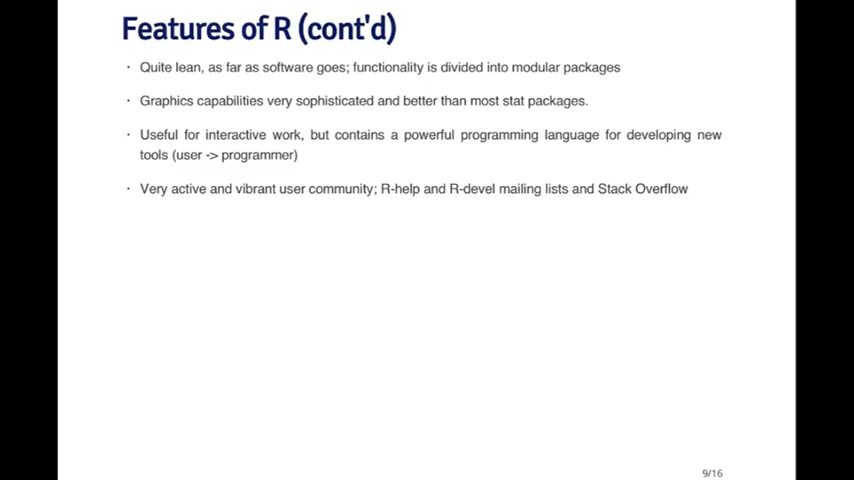 Features of R (cont'd)
· Quite lean, as far as software goes; functionality is divided into modular packages
· Graphics capabilities very sophisticated and better than most stat packages.
· Useful for interactive work, but contains a powerful programming language for developing new
tools (user -> programmer)
· Very active and vibrant user community; R-help and R-devel mailing lists and Stack Overflow
9/16